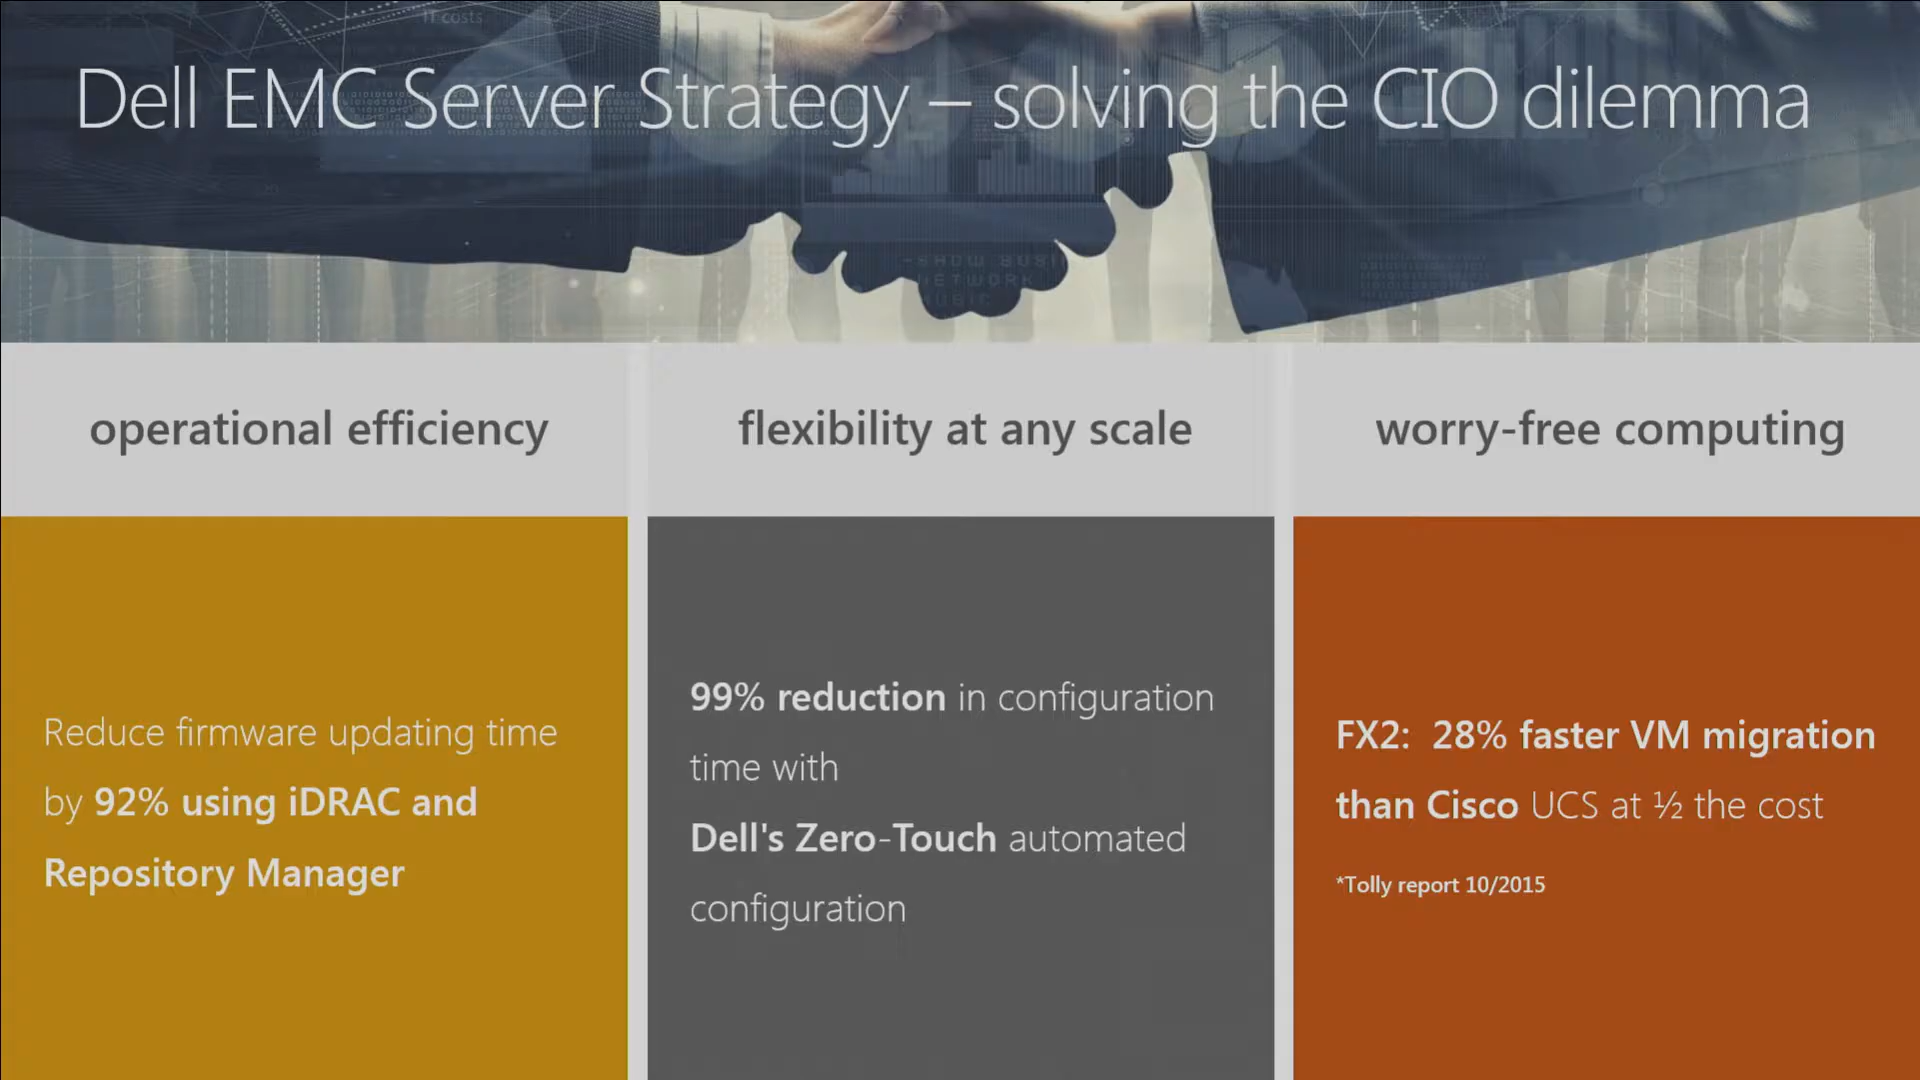 IT costs
Dell EMC Server Strategy – solving the CIO dilemma
operational efficiency
flexibility at any scale
worry-free computing
Reduce firmware updating time
by 92% using iDRAC and
Repository Manager
99% reduction in configuration
time with
Dell's Zero-Touch automated
configuration
FX2:  28% faster VM migration
than Cisco UCS at ½ the cost
*Tolly report 10/2015